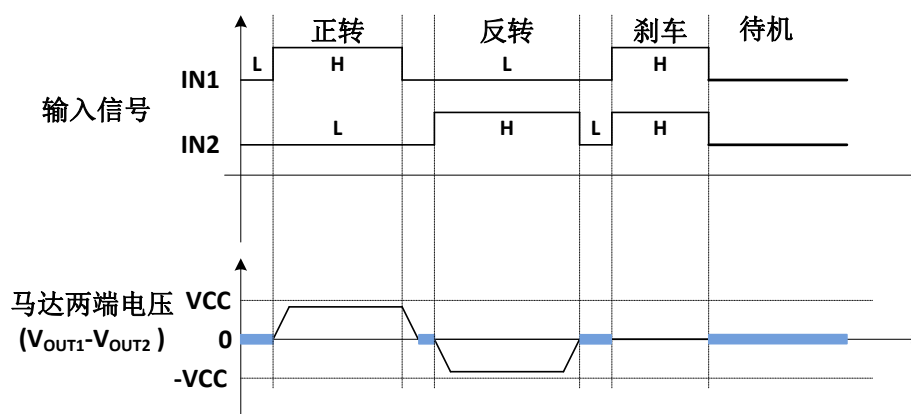 正转 反转 刹车 待机
L H L H
IN1
输入信号
L H L H
IN2
马达两端电压 VCC
(VOUT1-VOUT2 ) 0
-VCC